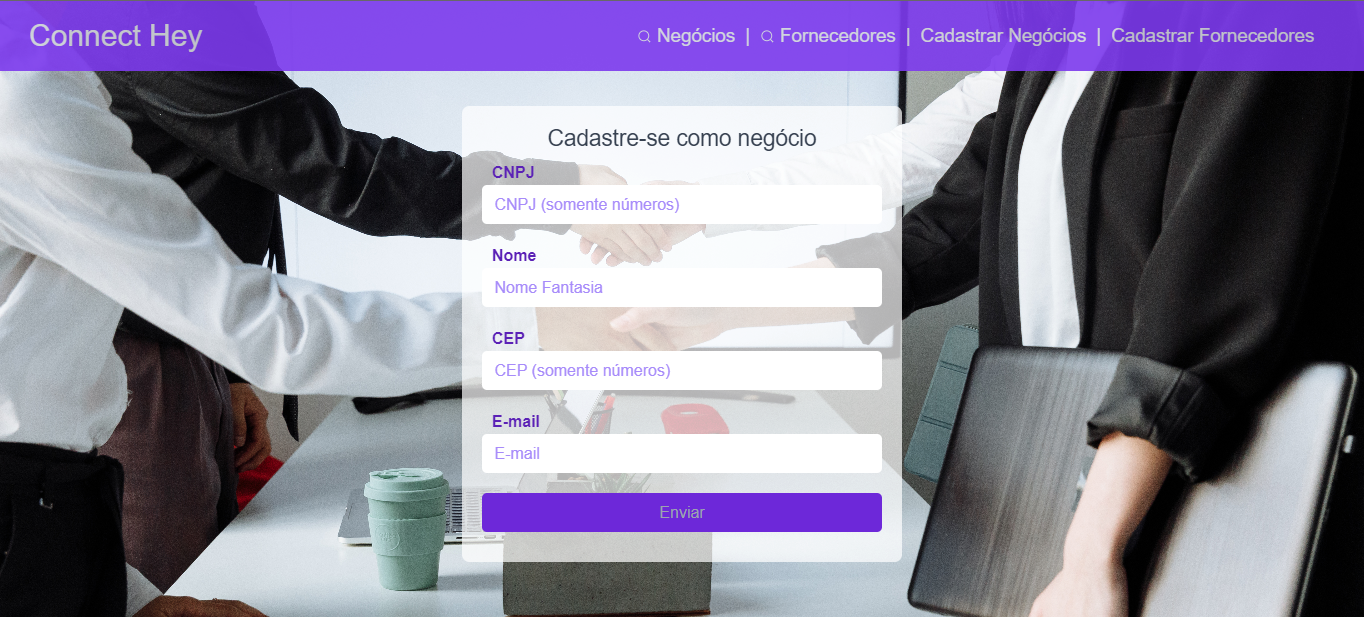 Connect Hey
Negócios | Fornecedores | Cadastrar Negócios | Cadastrar Fornecedores
Cadastre-se como negócio
CNPJ
CNPJ (somente números)
Nome
Nome Fantasia
CEP
CEP (somente números)
E-mail
E-mail
Enviar